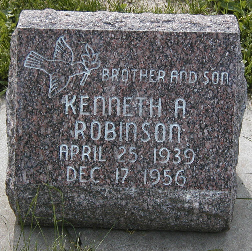 BROTHER AND SON
KENNETH A
ROBINSON
APRIL 25 1939
DEC 17 1956